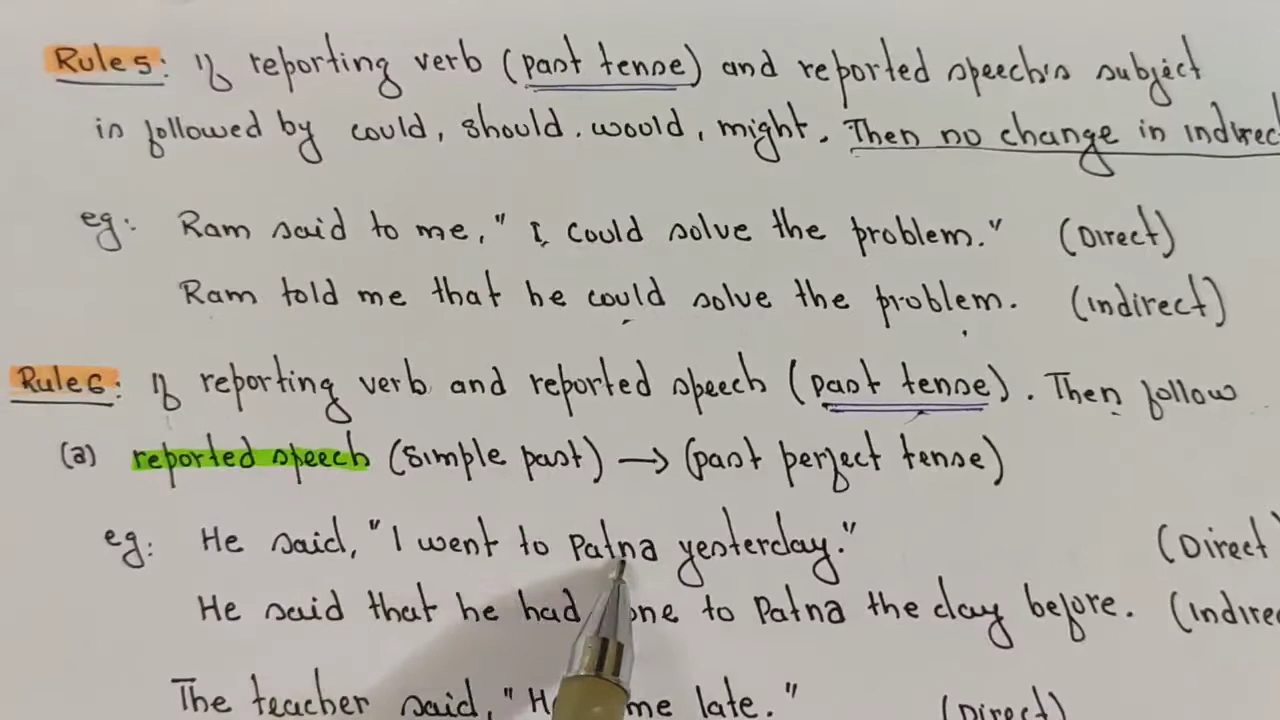 Rule 5: If reporting verb (past tense) and reported speech's subject
is followed by could, should, would, might. Then no change in indirect
eg: Ram said to me, "I could solve the problem." (Direct)
Ram told me that he could solve the problem. (Indirect)
Rule 6: If reporting verb and reported speech (past tense). Then follow
(a) reported speech (simple past) → (past perfect tense)
eg: He said, "I went to Patna yesterday." (Direct
He said that he had one to Patna the day before. (Indire
The teacher said, "H me late." (Direct)